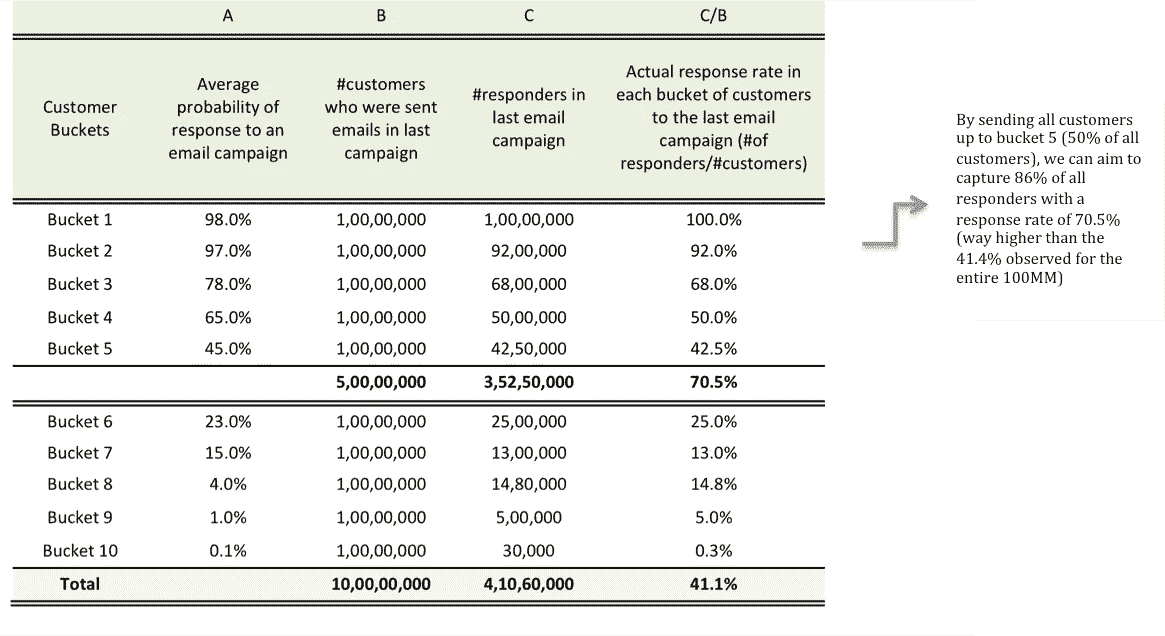 A B C C/B
Customer Buckets | Average probability of response to an email campaign | #customers who were sent emails in last campaign | #responders in last email campaign | Actual response rate in each bucket of customers to the last email campaign (#of responders/#customers)
Bucket 1 98.0% 1,00,00,000 1,00,00,000 100.0%
Bucket 2 97.0% 1,00,00,000 92,00,000 92.0%
Bucket 3 78.0% 1,00,00,000 68,00,000 68.0%
Bucket 4 65.0% 1,00,00,000 50,00,000 50.0%
Bucket 5 45.0% 1,00,00,000 42,50,000 42.5%
5,00,00,000 3,52,50,000 70.5%
Bucket 6 23.0% 1,00,00,000 25,00,000 25.0%
Bucket 7 15.0% 1,00,00,000 13,00,000 13.0%
Bucket 8 4.0% 1,00,00,000 14,80,000 14.8%
Bucket 9 1.0% 1,00,00,000 5,00,000 5.0%
Bucket 10 0.1% 1,00,00,000 30,000 0.3%
Total 10,00,00,000 4,10,60,000 41.1%
By sending all customers
up to bucket 5 (50% of all
customers), we can aim to
capture 86% of all
responders with a
response rate of 70.5%
(way higher than the
41.4% observed for the
entire 100MM)